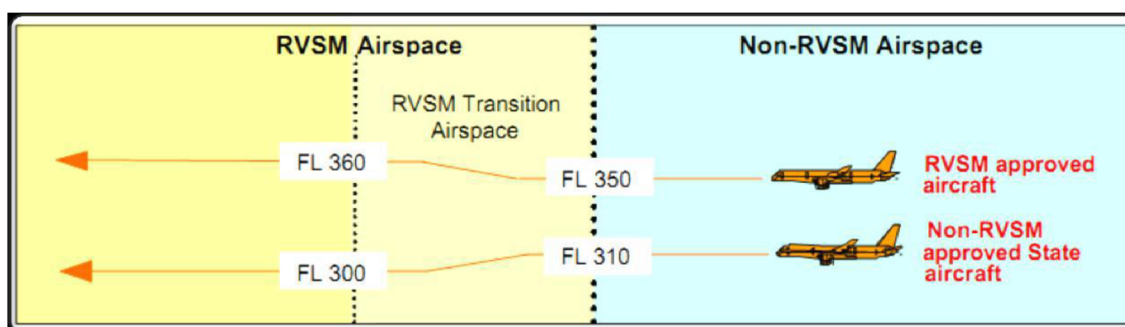 RVSM Airspace
Non-RVSM Airspace
RVSM Transition
Airspace
FL 360
FL 350
RVSM approved
aircraft
FL 300
FL 310
Non-RVSM
approved State
aircraft